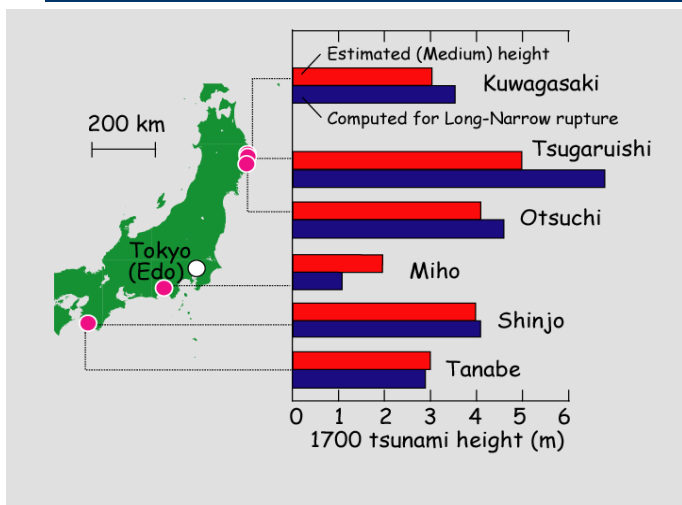 Estimated (Medium) height
Kuwagasaki
200 km
Computed for Long-Narrow rupture
Tsugaruishi
Otsuchi
Tokyo
(Edo)
Miho
Shinjo
Tanabe
0 1 2 3 4 5 6
1700 tsunami height (m)